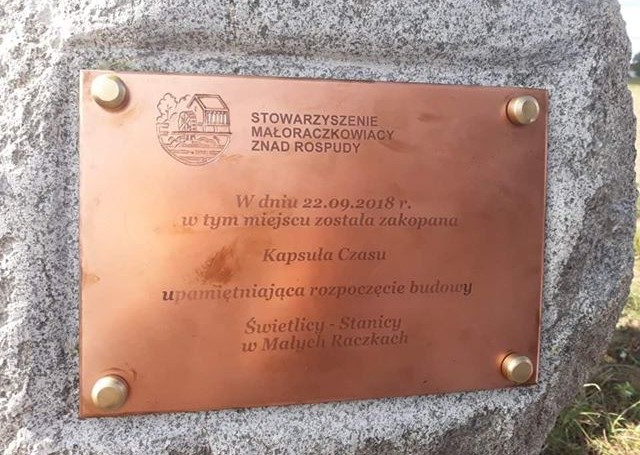 STOWARZYSZENIE
MAŁORACZKOWIACY
ZNAD ROSPUDY
W dniu 22.09.2018 r.
w tym miejscu została zakopana
Kapsuła Czasu
upamiętniająca rozpoczęcie budowy
Świetlicy - Stanicy
w Małych Raczkach